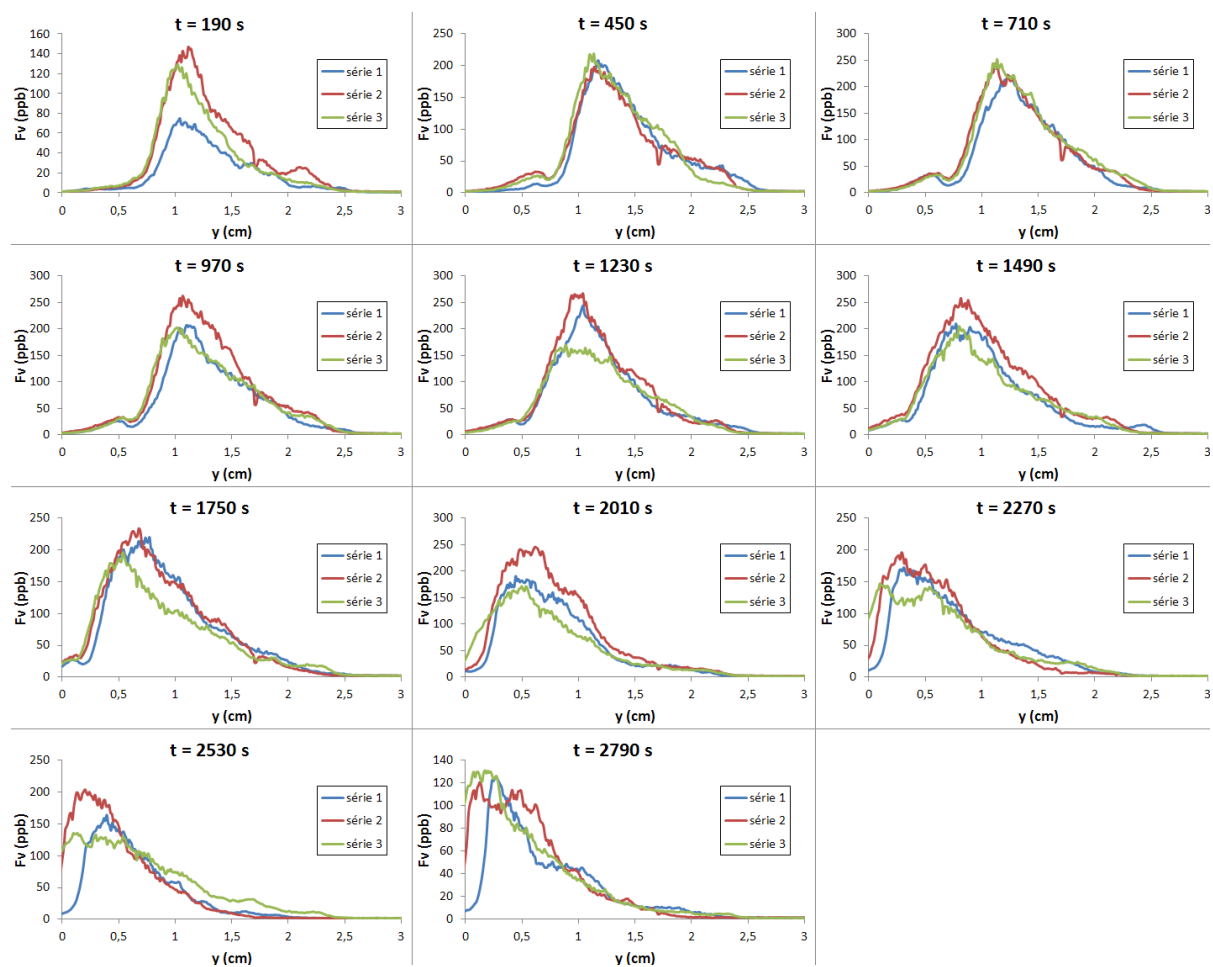 t = 190 s
Fv (ppb)
160
140
120
100
80
60
40
20
0
0 0,5 1 1,5 2 2,5 3
y (cm)
série 1
série 2
série 3
t = 450 s
Fv (ppb)
250
200
150
100
50
0
0 0,5 1 1,5 2 2,5 3
y (cm)
série 1
série 2
série 3
t = 710 s
Fv (ppb)
300
250
200
150
100
50
0
0 0,5 1 1,5 2 2,5 3
y (cm)
série 1
série 2
série 3
t = 970 s
Fv (ppb)
300
250
200
150
100
50
0
0 0,5 1 1,5 2 2,5 3
y (cm)
série 1
série 2
série 3
t = 1230 s
Fv (ppb)
300
250
200
150
100
50
0
0 0,5 1 1,5 2 2,5 3
y (cm)
série 1
série 2
série 3
t = 1490 s
Fv (ppb)
300
250
200
150
100
50
0
0 0,5 1 1,5 2 2,5 3
y (cm)
série 1
série 2
série 3
t = 1750 s
Fv (ppb)
250
200
150
100
50
0
0 0,5 1 1,5 2 2,5 3
y (cm)
série 1
série 2
série 3
t = 2010 s
Fv (ppb)
300
250
200
150
100
50
0
0 0,5 1 1,5 2 2,5 3
y (cm)
série 1
série 2
série 3
t = 2270 s
Fv (ppb)
250
200
150
100
50
0
0 0,5 1 1,5 2 2,5 3
y (cm)
série 1
série 2
série 3
t = 2530 s
Fv (ppb)
250
200
150
100
50
0
0 0,5 1 1,5 2 2,5 3
y (cm)
série 1
série 2
série 3
t = 2790 s
Fv (ppb)
140
120
100
80
60
40
20
0
0 0,5 1 1,5 2 2,5 3
y (cm)
série 1
série 2
série 3